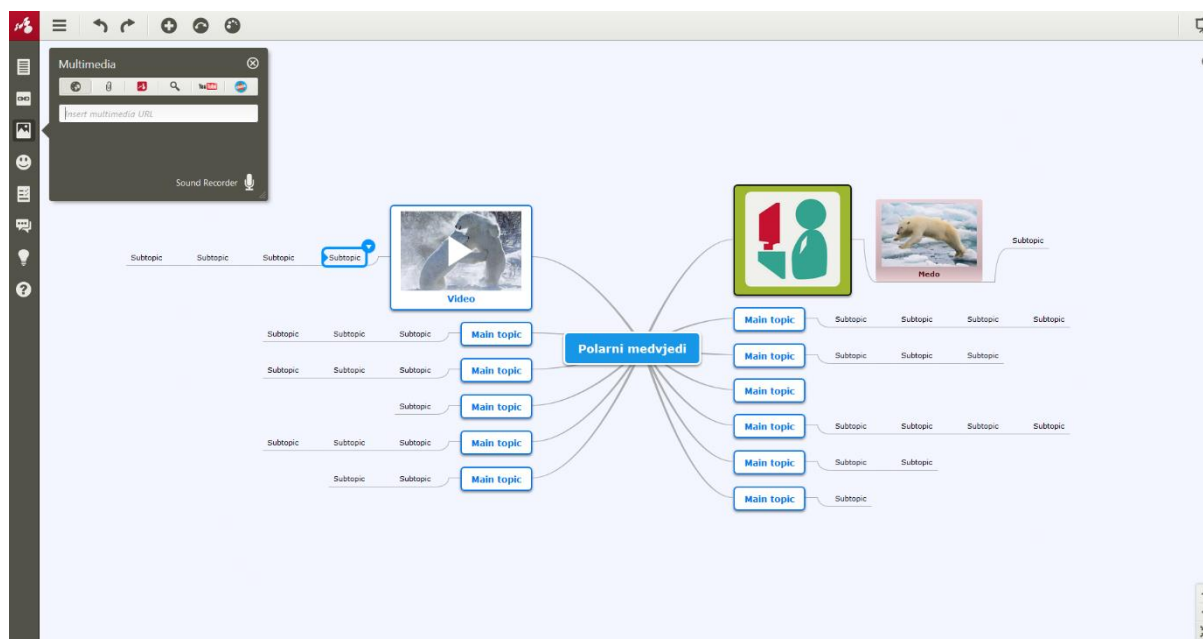 Multimedia
You Tube
Insert multimedia URL
Sound Recorder
Subtopic Subtopic Subtopic Subtopic
Video
Subtopic Subtopic Subtopic Main topic
Subtopic Subtopic Subtopic Main topic
Subtopic Main topic
Subtopic Subtopic Subtopic Main topic
Subtopic Subtopic Main topic
Polarni medvjedi
Medo
Subtopic
Main topic Subtopic Subtopic Subtopic Subtopic
Main topic Subtopic Subtopic Subtopic
Main topic
Main topic Subtopic Subtopic Subtopic Subtopic
Main topic Subtopic Subtopic
Main topic Subtopic